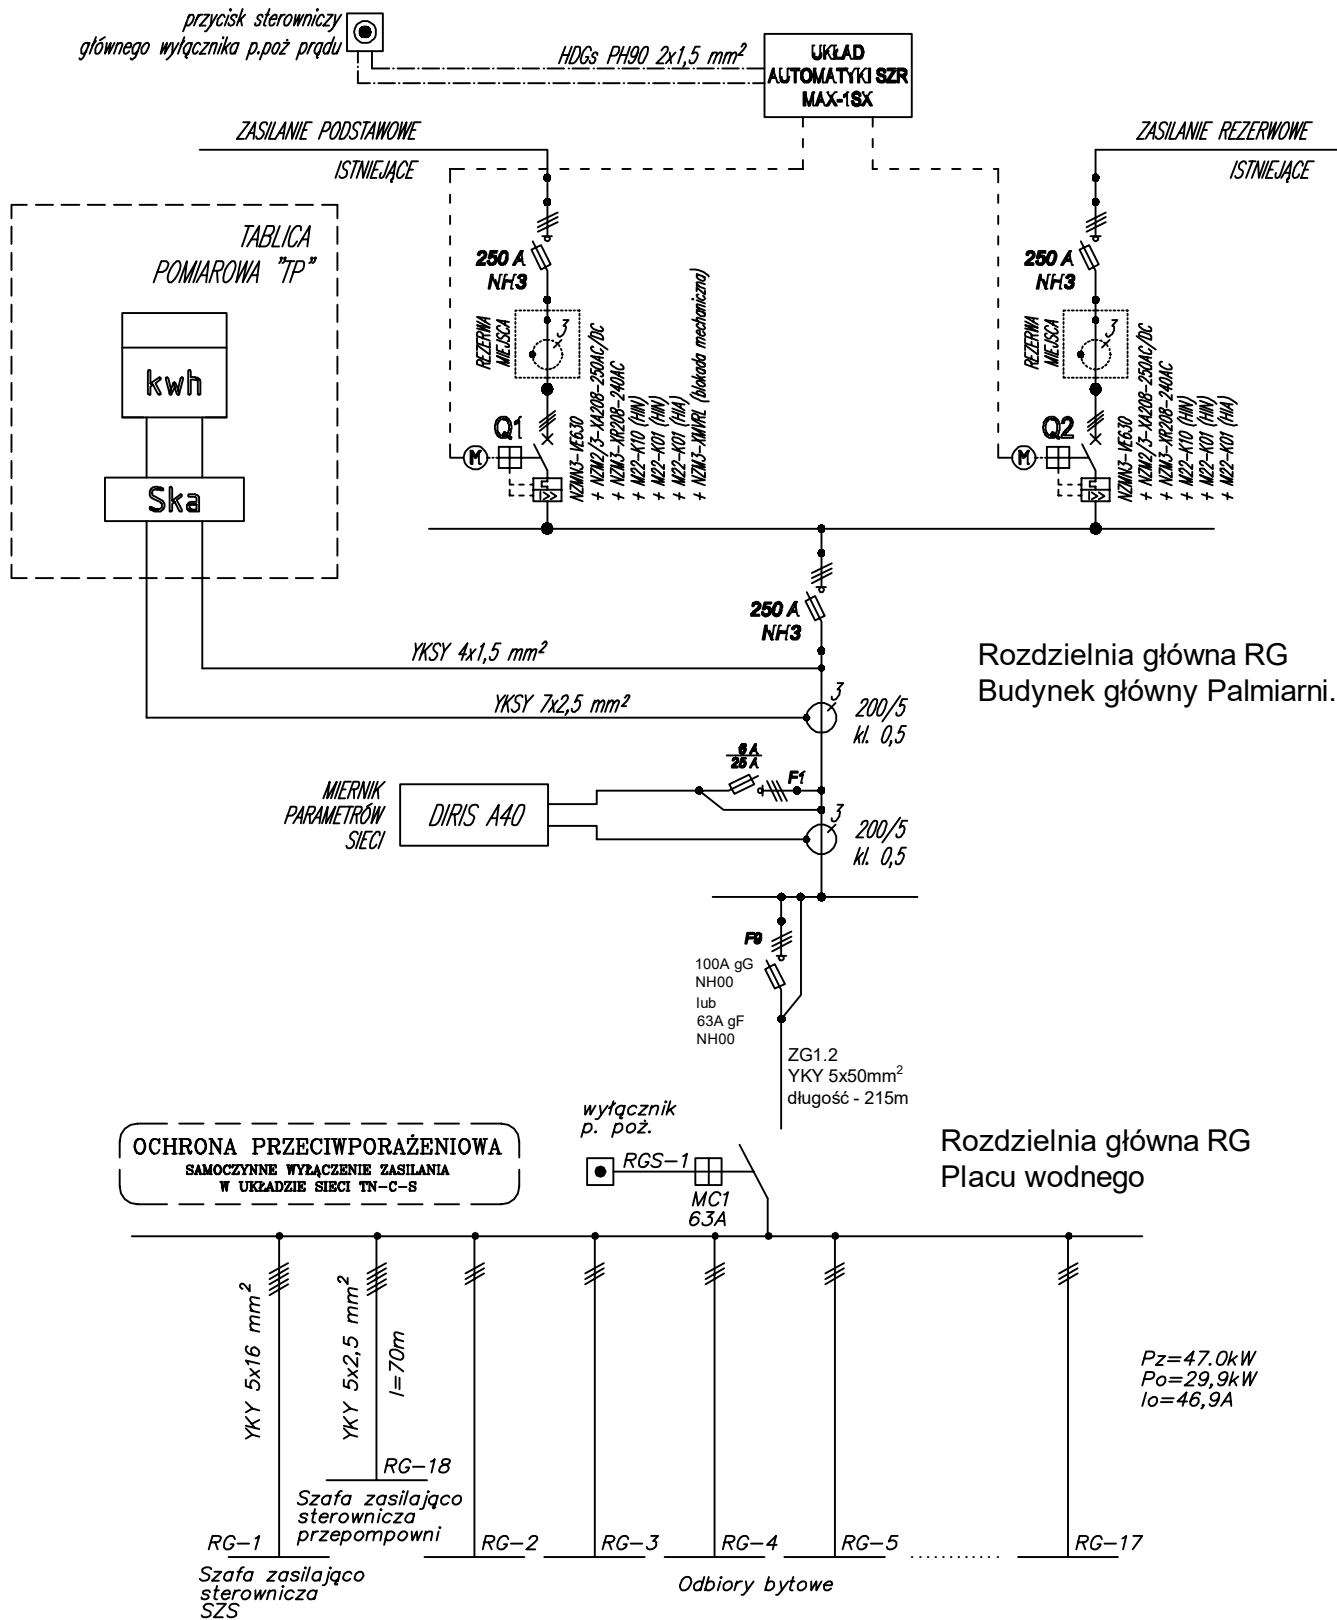 przycisk sterowniczy
głównego wyłącznika p.poż prądu
HDGs PH90 2x1,5 mm²
UKŁAD
AUTOMATYKI SZR
MAX-1SX
ZASILANIE PODSTAWOWE
ISTNIEJĄCE
ZASILANIE REZERWOWE
ISTNIEJĄCE
TABLICA
POMIAROWA "TP"
kwh
Ska
250 A
NH3
REZERWA
MIEJSCA
3
Q1
M
NZMN3-VE630
+ NZM2/3-XA208-250AC/DC
+ NZM3-XR208-240AC
+ M22-K10 (HIN)
+ M22-K01 (HIN)
+ M22-K01 (HIA)
+ NZM3-XMVRL (blokada mechaniczna)
250 A
NH3
REZERWA
MIEJSCA
3
Q2
M
NZMN3-VE630
+ NZM2/3-XA208-250AC/DC
+ NZM3-XR208-240AC
+ M22-K10 (HIN)
+ M22-K01 (HIN)
+ M22-K01 (HIA)
250 A
NH3
YKSY 4x1,5 mm²
YKSY 7x2,5 mm²
3
200/5
kl. 0,5
Rozdzielnia główna RG
Budynek główny Palmiarni.
6 A
25 A
F1
MIERNIK
PARAMETRÓW
SIECI
DIRIS A40
3
200/5
kl. 0,5
F9
100A gG
NH00
lub
63A gF
NH00
ZG1.2
YKY 5x50mm²
długość - 215m
wyłącznik
p. poż.
RGS-1
MC1
63A
Rozdzielnia główna RG
Placu wodnego
OCHRONA PRZECIWPORAŻENIOWA
SAMOCZYNNE WYŁĄCZENIE ZASILANIA
W UKŁADZIE SIECI TN-C-S
YKY 5x16 mm²
YKY 5x2,5 mm²
l=70m
Pz=47.0kW
Po=29,9kW
Io=46,9A
RG-18
Szafa zasilająco
sterownicza
przepompowni
RG-1
Szafa zasilająco
sterownicza
SZS
RG-2
RG-3
RG-4
RG-5
RG-17
Odbiory bytowe